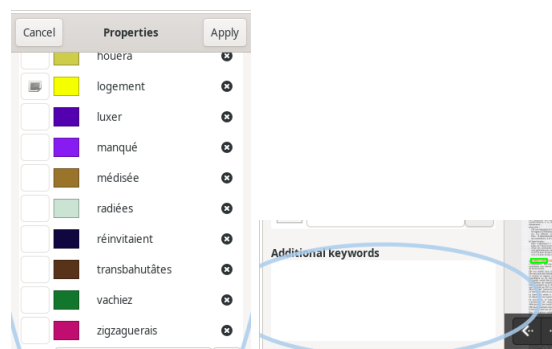 Cancel Properties Apply
houera
logement
luxer
manqué
médisée
radiées
réinvitaient
transbahutâtes
vachiez
zigzaguerais
Additional keywords